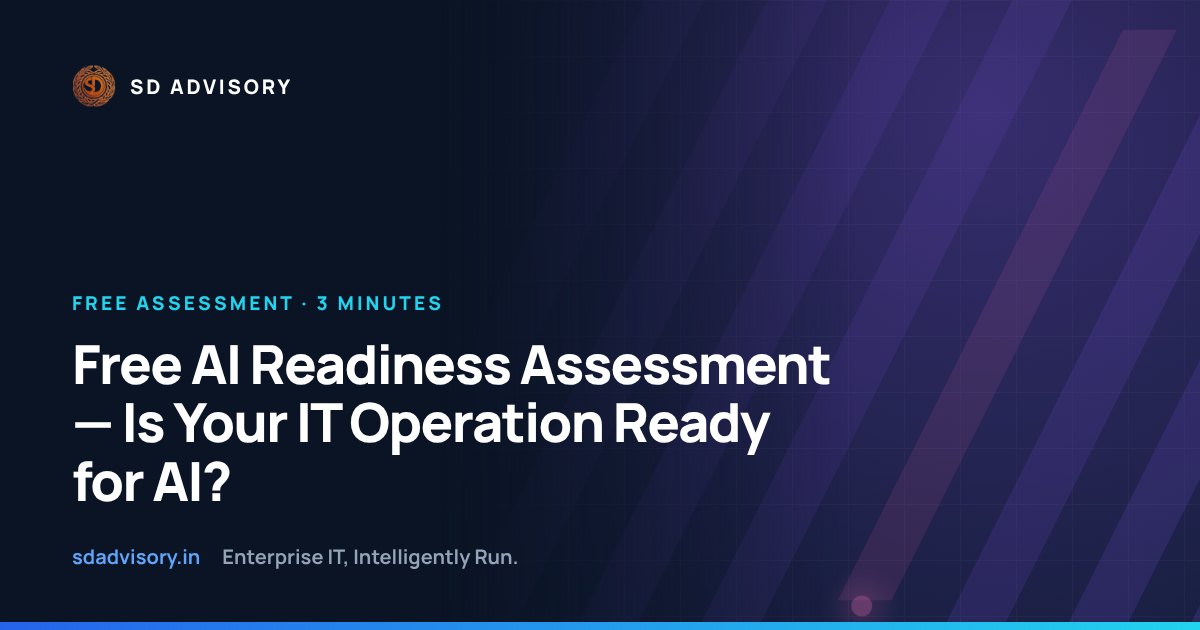 SD
SD ADVISORY
FREE ASSESSMENT · 3 MINUTES
Free AI Readiness Assessment
— Is Your IT Operation Ready
for AI?
sdadvisory.in Enterprise IT, Intelligently Run.